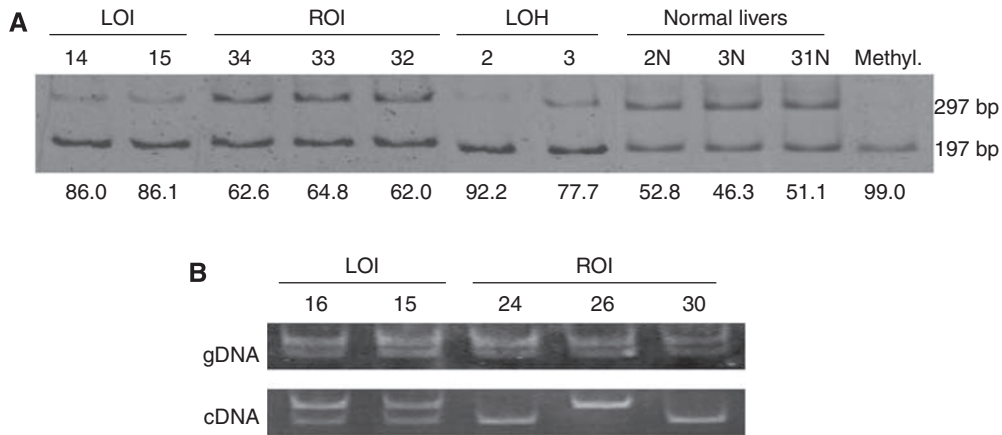 A
LOI ROI LOH Normal livers
14 15 34 33 32 2 3 2N 3N 31N Methyl.
297 bp
197 bp
86.0 86.1 62.6 64.8 62.0 92.2 77.7 52.8 46.3 51.1 99.0
B
LOI ROI
16 15 24 26 30
gDNA
cDNA